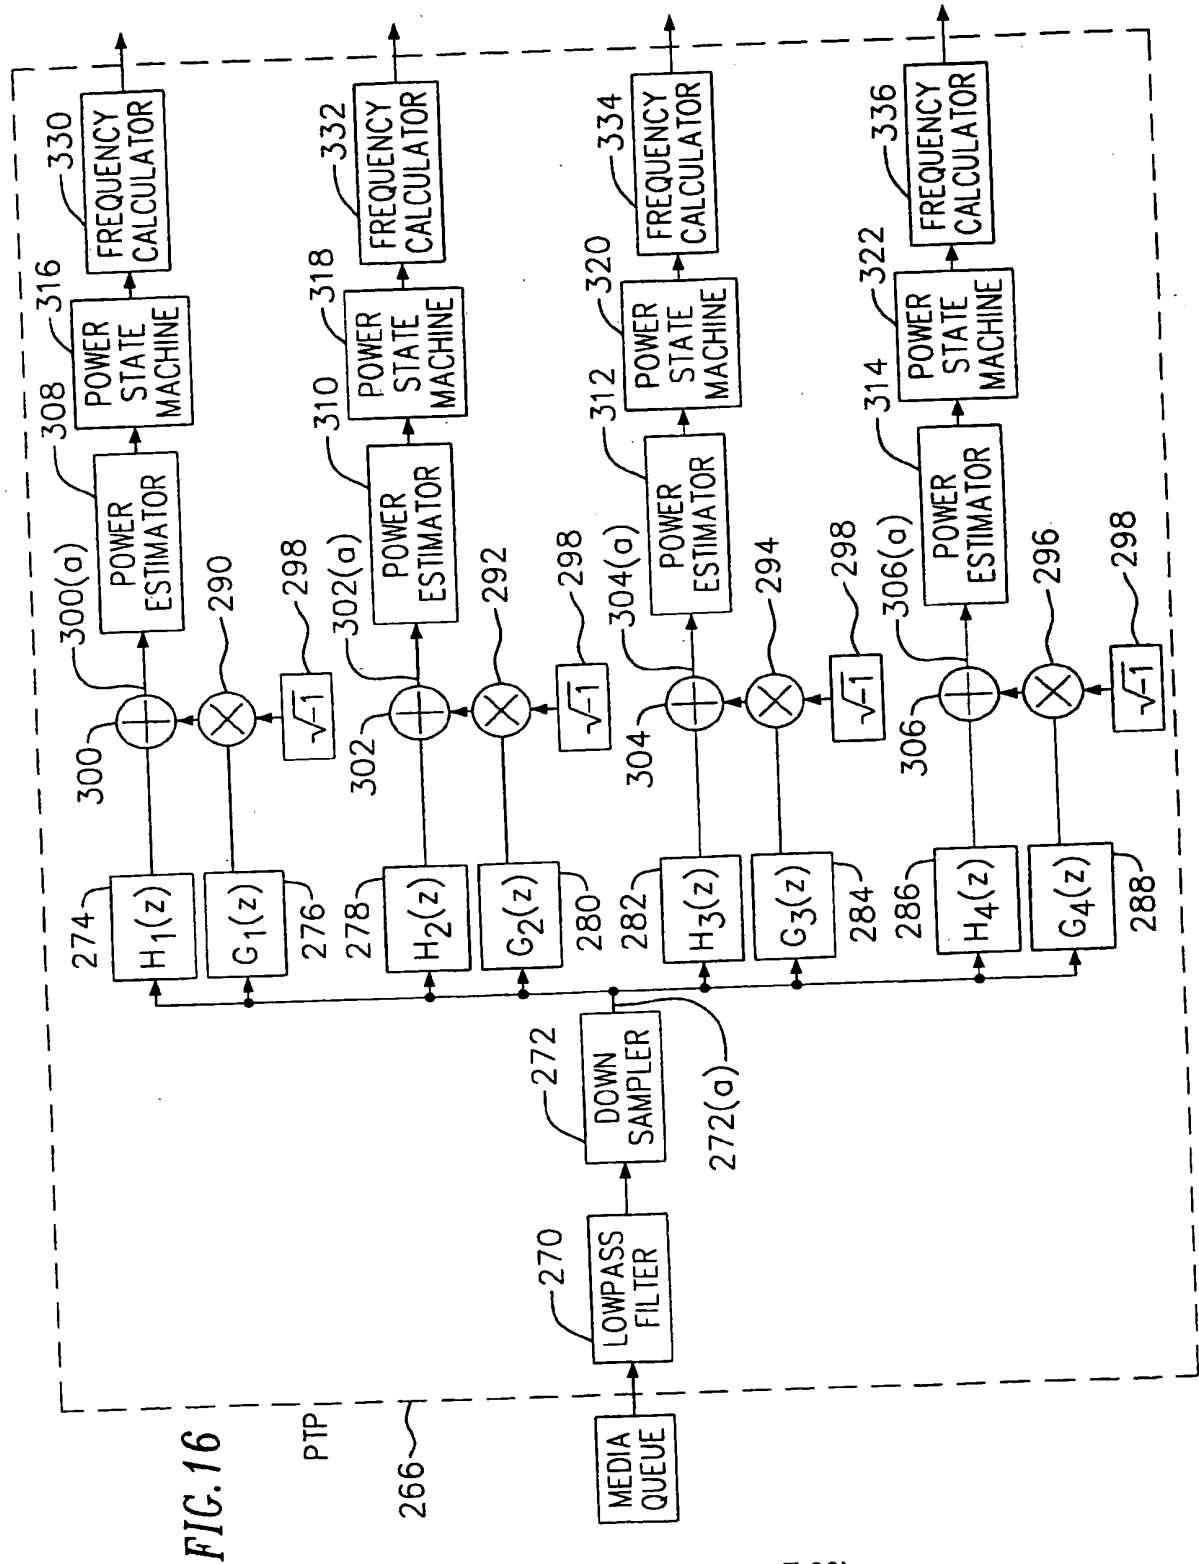 FIG.16
PTP
266
MEDIA
QUEUE
270
LOWPASS
FILTER
272
DOWN
SAMPLER
272(a)
274
H1(z)
G1(z)
276
300
300(a)
290
298
√-1
308
POWER
ESTIMATOR
316
POWER
STATE
MACHINE
330
FREQUENCY
CALCULATOR
278
H2(z)
G2(z)
280
302
302(a)
292
298
√-1
310
POWER
ESTIMATOR
318
POWER
STATE
MACHINE
332
FREQUENCY
CALCULATOR
282
H3(z)
G3(z)
284
304
304(a)
294
298
√-1
312
POWER
ESTIMATOR
320
POWER
STATE
MACHINE
334
FREQUENCY
CALCULATOR
286
H4(z)
G4(z)
288
306
306(a)
296
298
√-1
314
POWER
ESTIMATOR
322
POWER
STATE
MACHINE
336
FREQUENCY
CALCULATOR